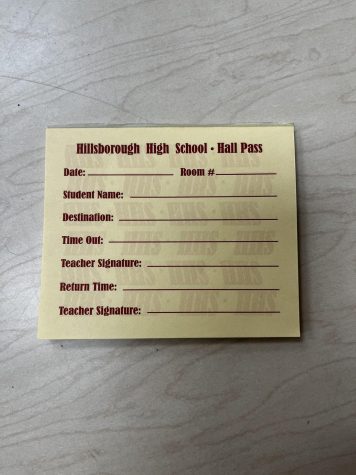 Hillsborough High School • Hall Pass
Date: Room #
Student Name:
Destination:
Time Out:
Teacher Signature:
Return Time:
Teacher Signature: